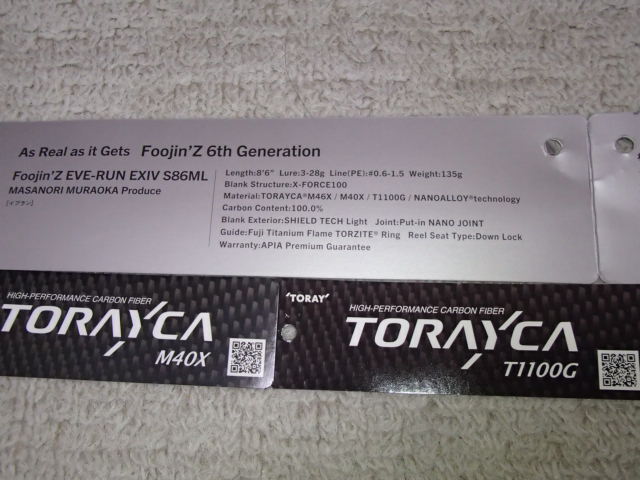 As Real as it Gets Foojin'Z 6th Generation
Foojin'Z EVE-RUN EXIV S86ML
MASANORI MURAOKA Produce
[イブラン]
Length:8'6" Lure:3-28g Line(PE):#0.6-1.5 Weight:135g
Blank Structure:X-FORCE100
Material:TORAYCA®M46X / M40X / T1100G / NANOALLOY®technology
Carbon Content:100.0%
Blank Exterior:SHIELD TECH Light Joint:Put-in NANO JOINT
Guide:Fuji Titanium Flame TORZITE® Ring Reel Seat Type:Down Lock
Warranty:APIA Premium Guarantee
HIGH-PERFORMANCE CARBON FIBER
TORAYCA
M40X
'TORAY'
HIGH-PERFORMANCE CARBON FIBER
TORAYCA
T1100G